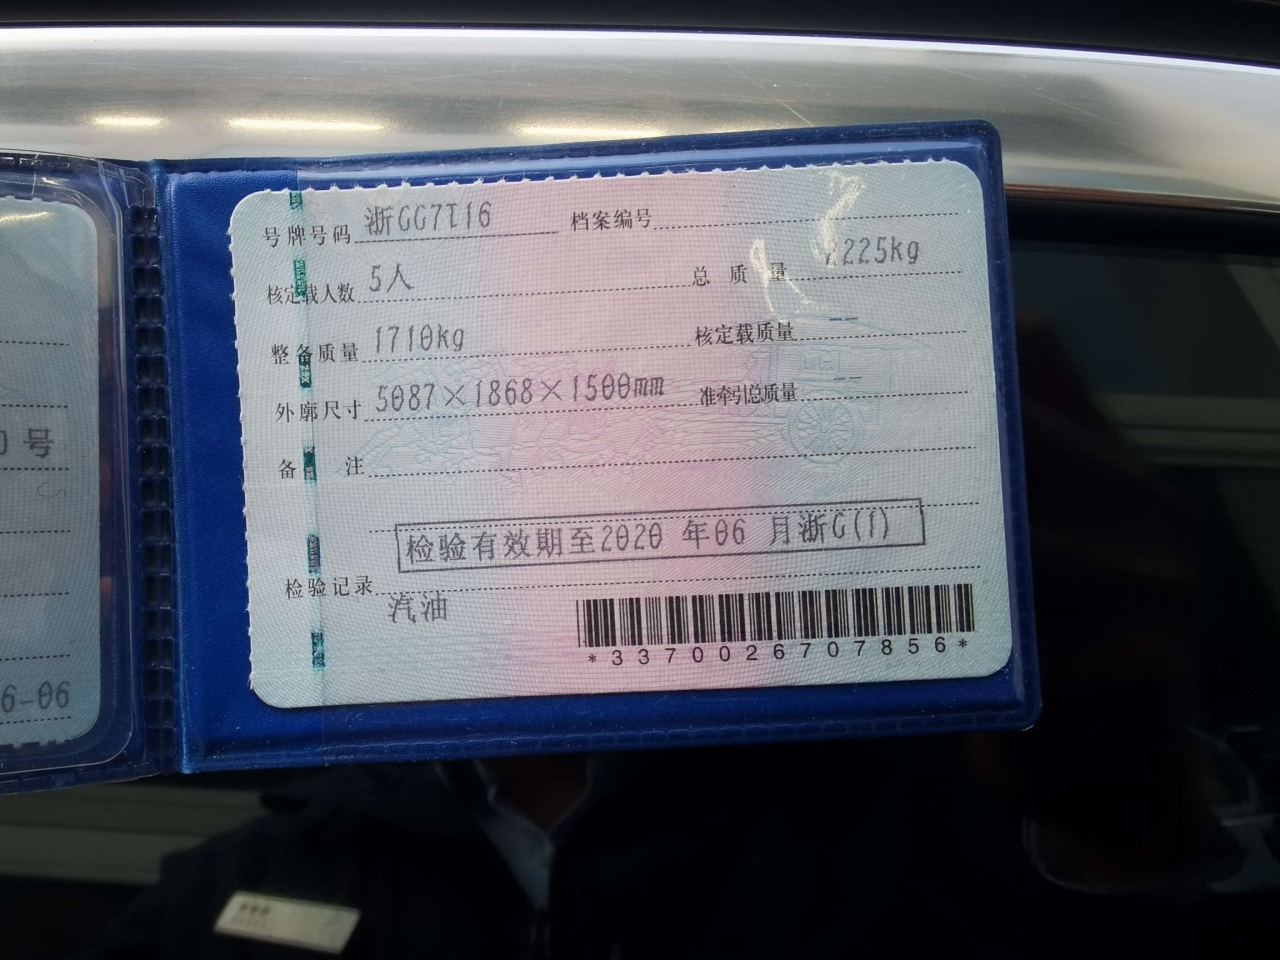 号牌号码 浙GG7T16 档案编号
核定载人数 5人 总质量 2225kg
整备质量 1710kg 核定载质量 --
外廓尺寸 5087×1868×1500mm 准牵引总质量 --
备注
检验有效期至2020 年06 月浙G(1)
检验记录
汽油
*3370026707856*
0号
6-06